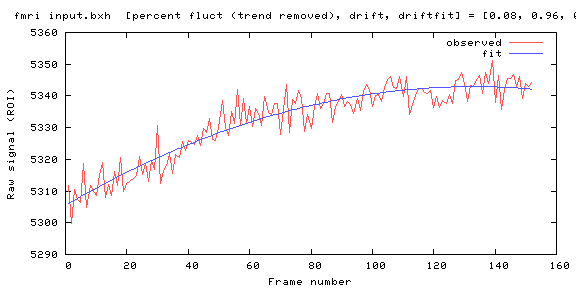 fmri input.bxh [percent fluct (trend removed), drift, driftfit] = [0.08, 0.96, 0
5360
observed
fit
5350
5340
5330
5320
5310
5300
5290
Raw signal (ROI)
0 20 40 60 80 100 120 140 160
Frame number